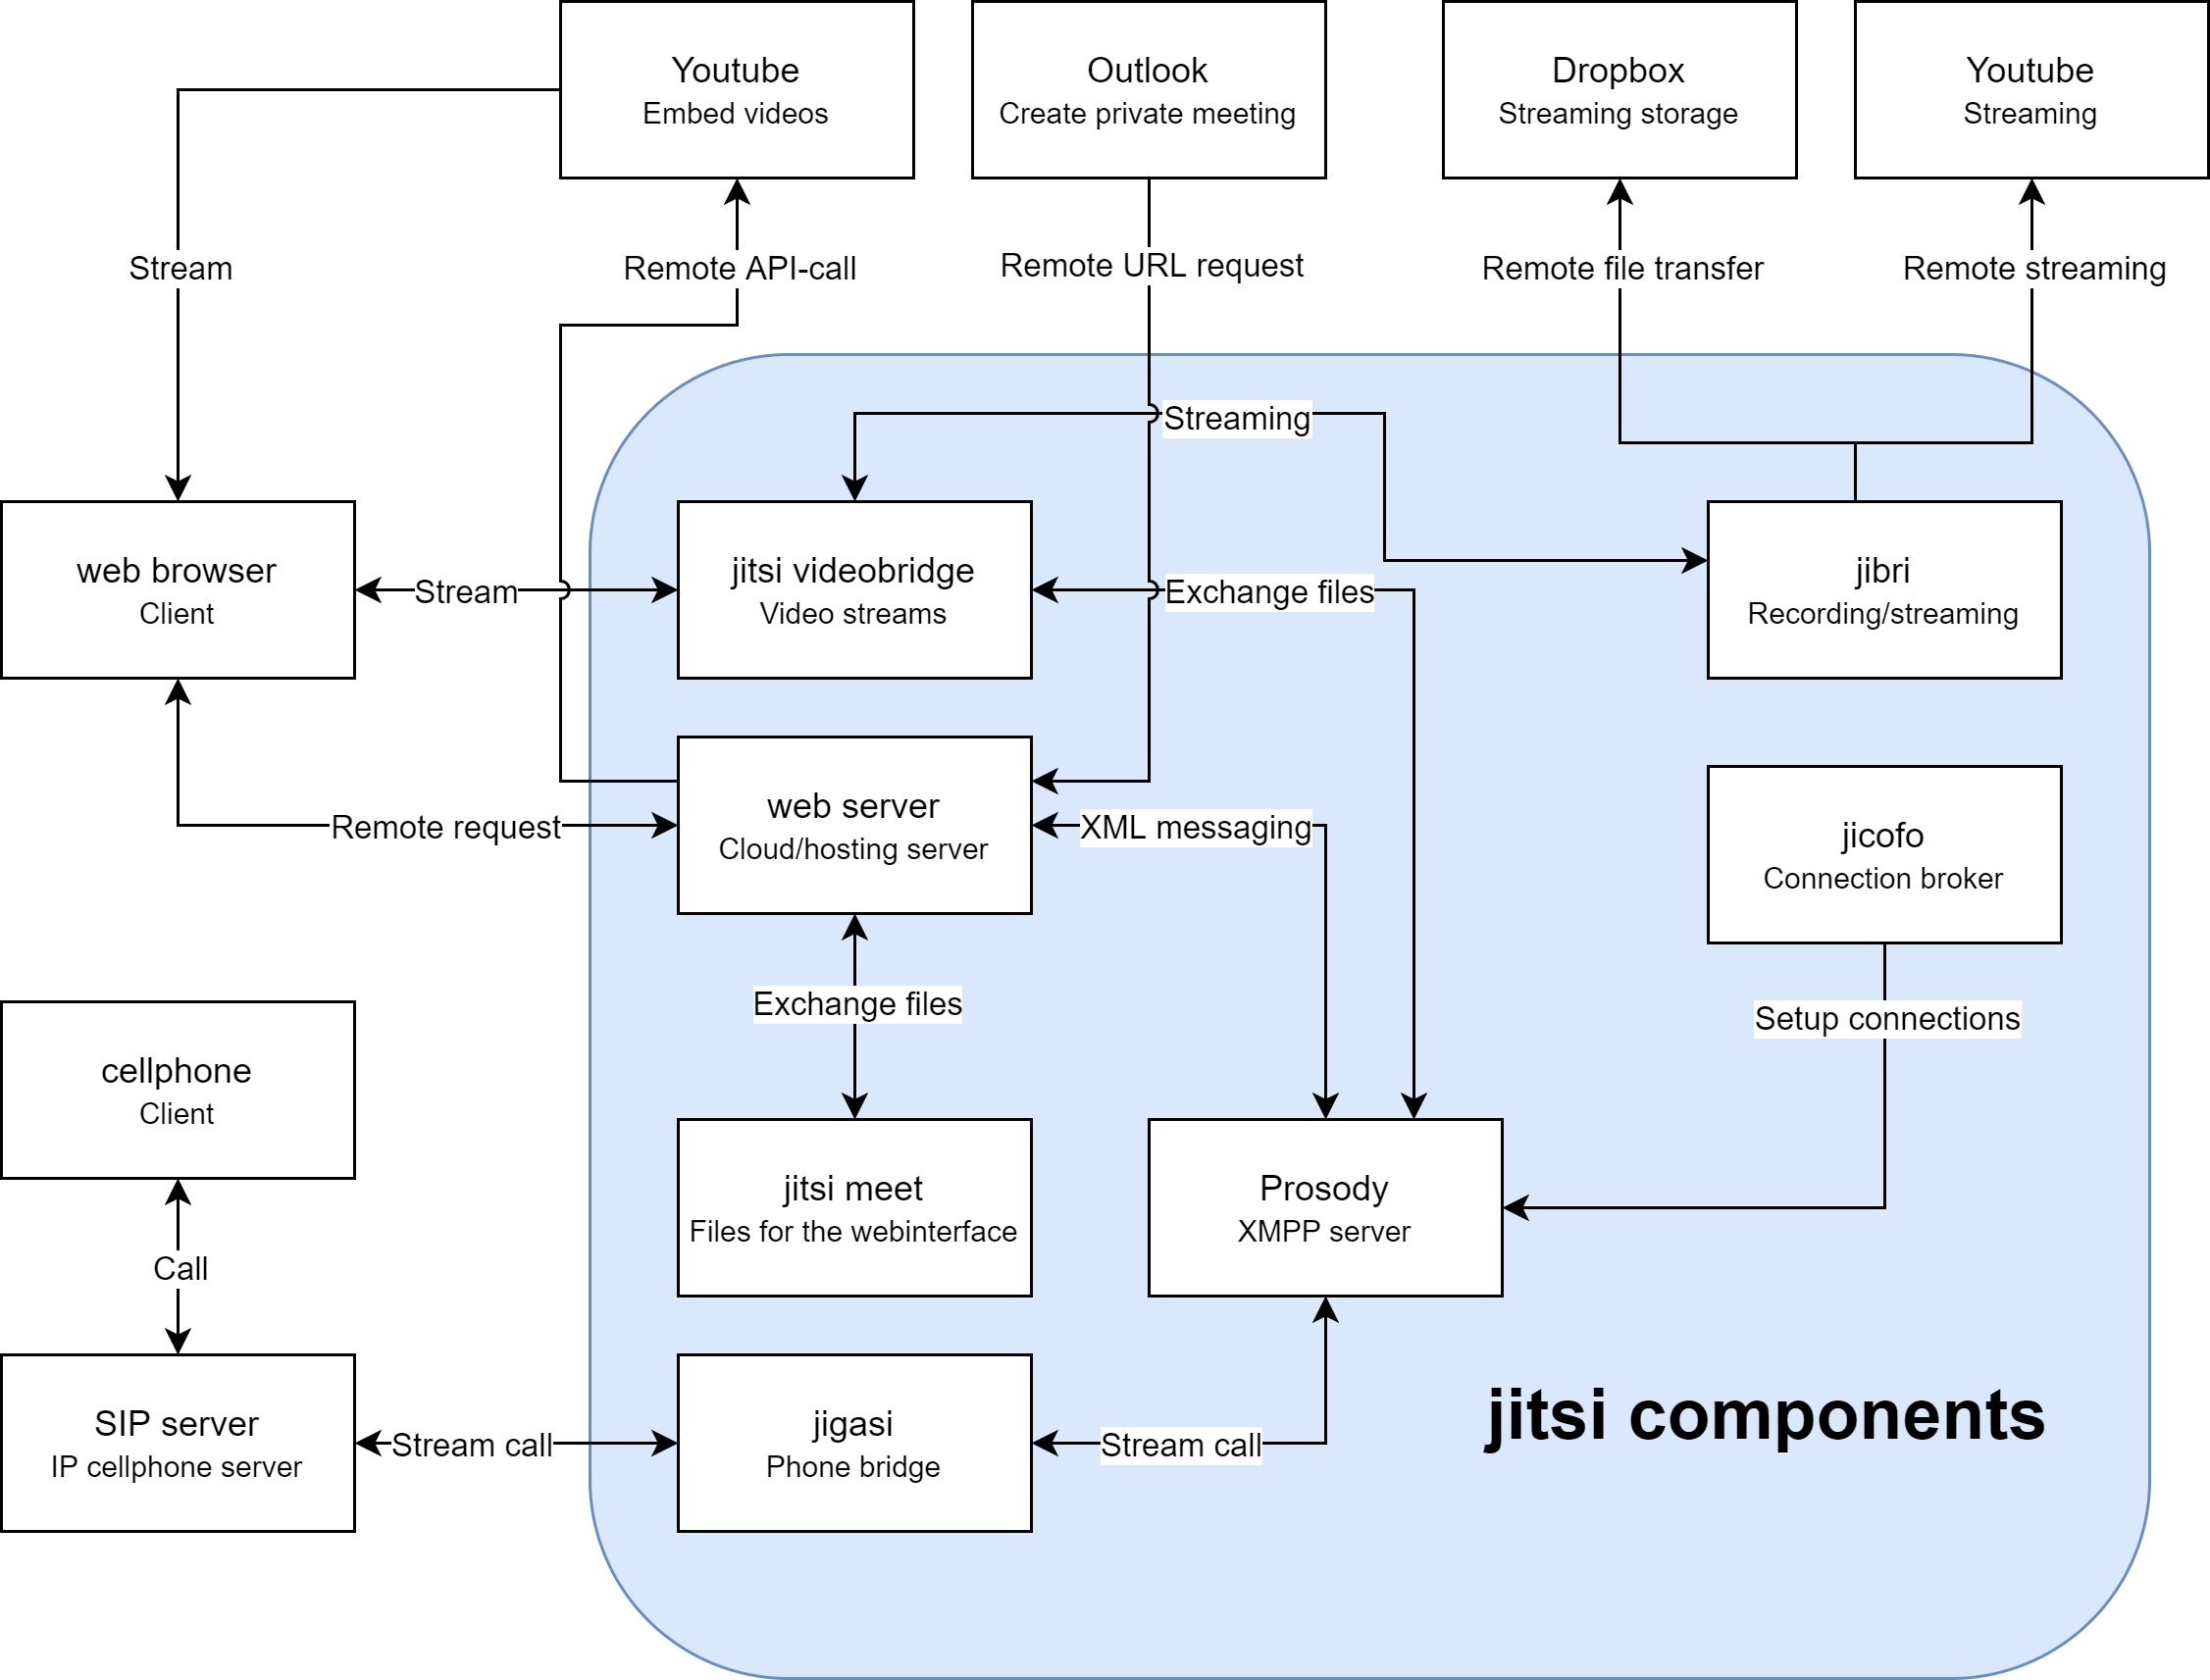 Youtube
Embed videos
Outlook
Create private meeting
Dropbox
Streaming storage
Youtube
Streaming
Stream
Remote API-call
Remote URL request
Remote file transfer
Remote streaming
Streaming
web browser
Client
Stream
jitsi videobridge
Video streams
Exchange files
jibri
Recording/streaming
Remote request
web server
Cloud/hosting server
XML messaging
jicofo
Connection broker
Exchange files
Setup connections
cellphone
Client
jitsi meet
Files for the webinterface
Prosody
XMPP server
Call
SIP server
IP cellphone server
Stream call
jigasi
Phone bridge
Stream call
jitsi components